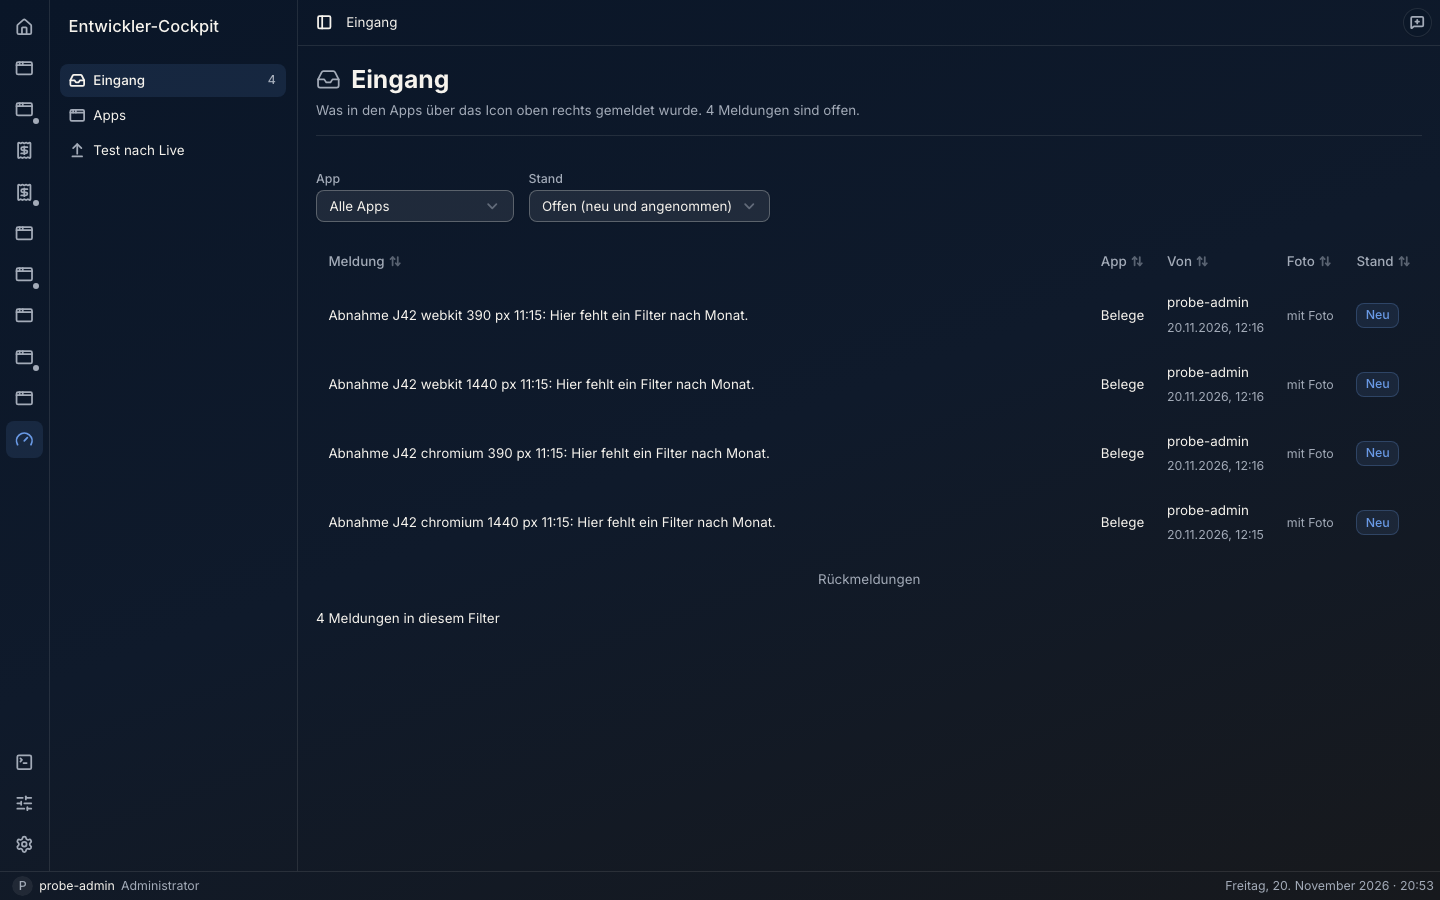 Entwickler-Cockpit
Eingang 4
Apps
Test nach Live
Eingang
Eingang
Was in den Apps über das Icon oben rechts gemeldet wurde. 4 Meldungen sind offen.
App Stand
Alle Apps Offen (neu und angenommen)
Meldung App Von Foto Stand
Abnahme J42 webkit 390 px 11:15: Hier fehlt ein Filter nach Monat. Belege probe-admin mit Foto Neu
20.11.2026, 12:16
Abnahme J42 webkit 1440 px 11:15: Hier fehlt ein Filter nach Monat. Belege probe-admin mit Foto Neu
20.11.2026, 12:16
Abnahme J42 chromium 390 px 11:15: Hier fehlt ein Filter nach Monat. Belege probe-admin mit Foto Neu
20.11.2026, 12:16
Abnahme J42 chromium 1440 px 11:15: Hier fehlt ein Filter nach Monat. Belege probe-admin mit Foto Neu
20.11.2026, 12:15
Rückmeldungen
4 Meldungen in diesem Filter
P probe-admin Administrator Freitag, 20. November 2026 · 20:53